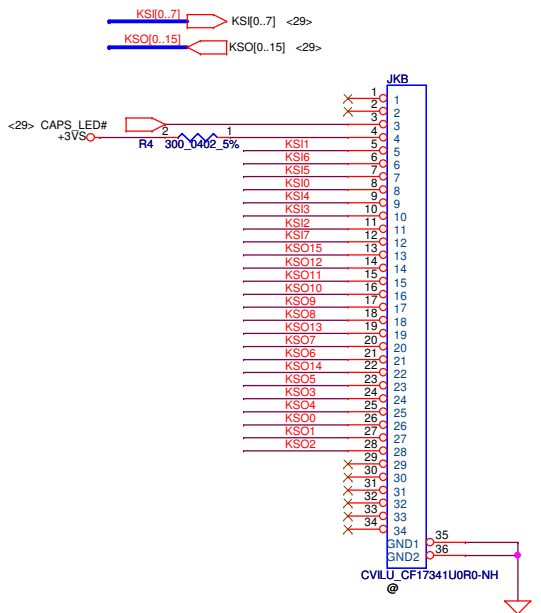 KSI[0..7] KSI[0..7] <29>
KSO[0..15] KSO[0..15] <29>
JKB
1 1
2 2
<29> CAPS_LED# 3 3
+3VS 2 1 4 4
R4 300_0402_5%
KSI1 5 5
KSI6 6 6
KSI5 7 7
KSI0 8 8
KSI4 9 9
KSI3 10 10
KSI2 11 11
KSI7 12 12
KSO15 13 13
KSO12 14 14
KSO11 15 15
KSO10 16 16
KSO9 17 17
KSO8 18 18
KSO13 19 19
KSO7 20 20
KSO6 21 21
KSO14 22 22
KSO5 23 23
KSO3 24 24
KSO4 25 25
KSO0 26 26
KSO1 27 27
KSO2 28 28
29 29
30 30
31 31
32 32
33 33
34 34
GND1 35
GND2 36
CVILU_CF17341U0R0-NH
@